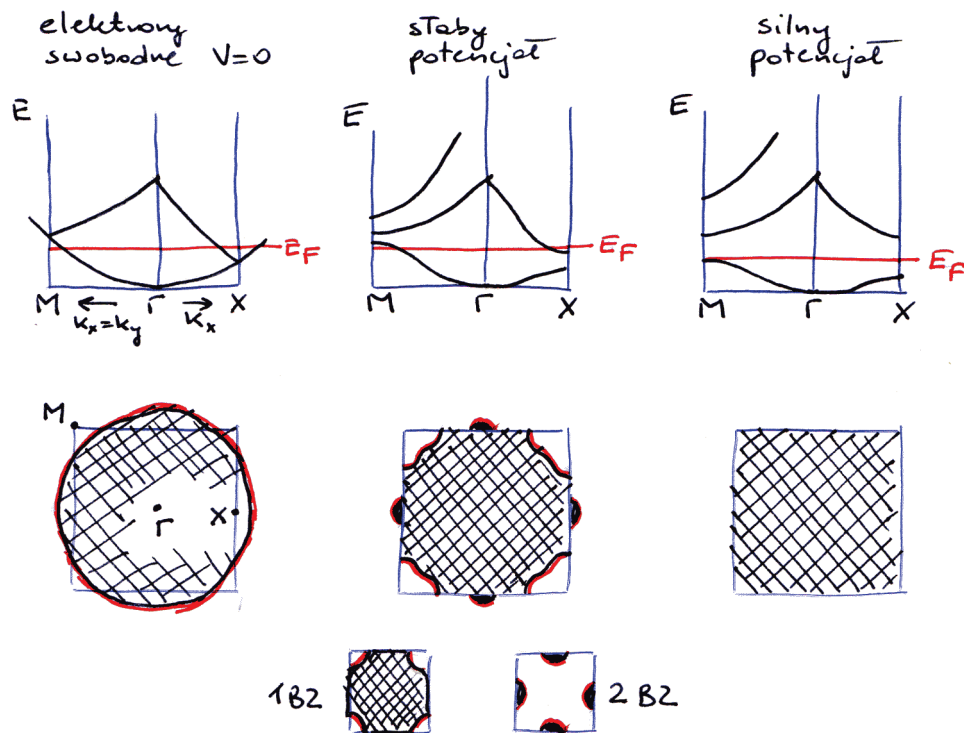 elektrony
swobodne V=0
słaby
potencjał
silny
potencjał
E
E
E
E_F
E_F
E_F
M Γ X
k_x=k_y k_x
M Γ X
M Γ X
M
Γ X
1BZ
2BZ